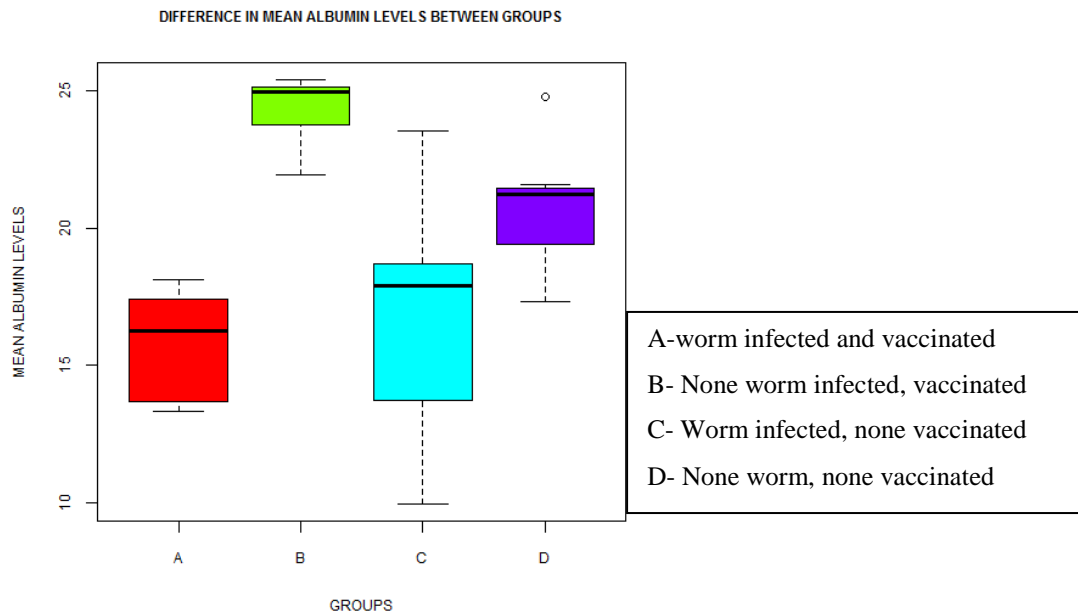 DIFFERENCE IN MEAN ALBUMIN LEVELS BETWEEN GROUPS
MEAN ALBUMIN LEVELS
25
20
15
10
A
B
C
D
GROUPS
A-worm infected and vaccinated
B- None worm infected, vaccinated
C- Worm infected, none vaccinated
D- None worm, none vaccinated